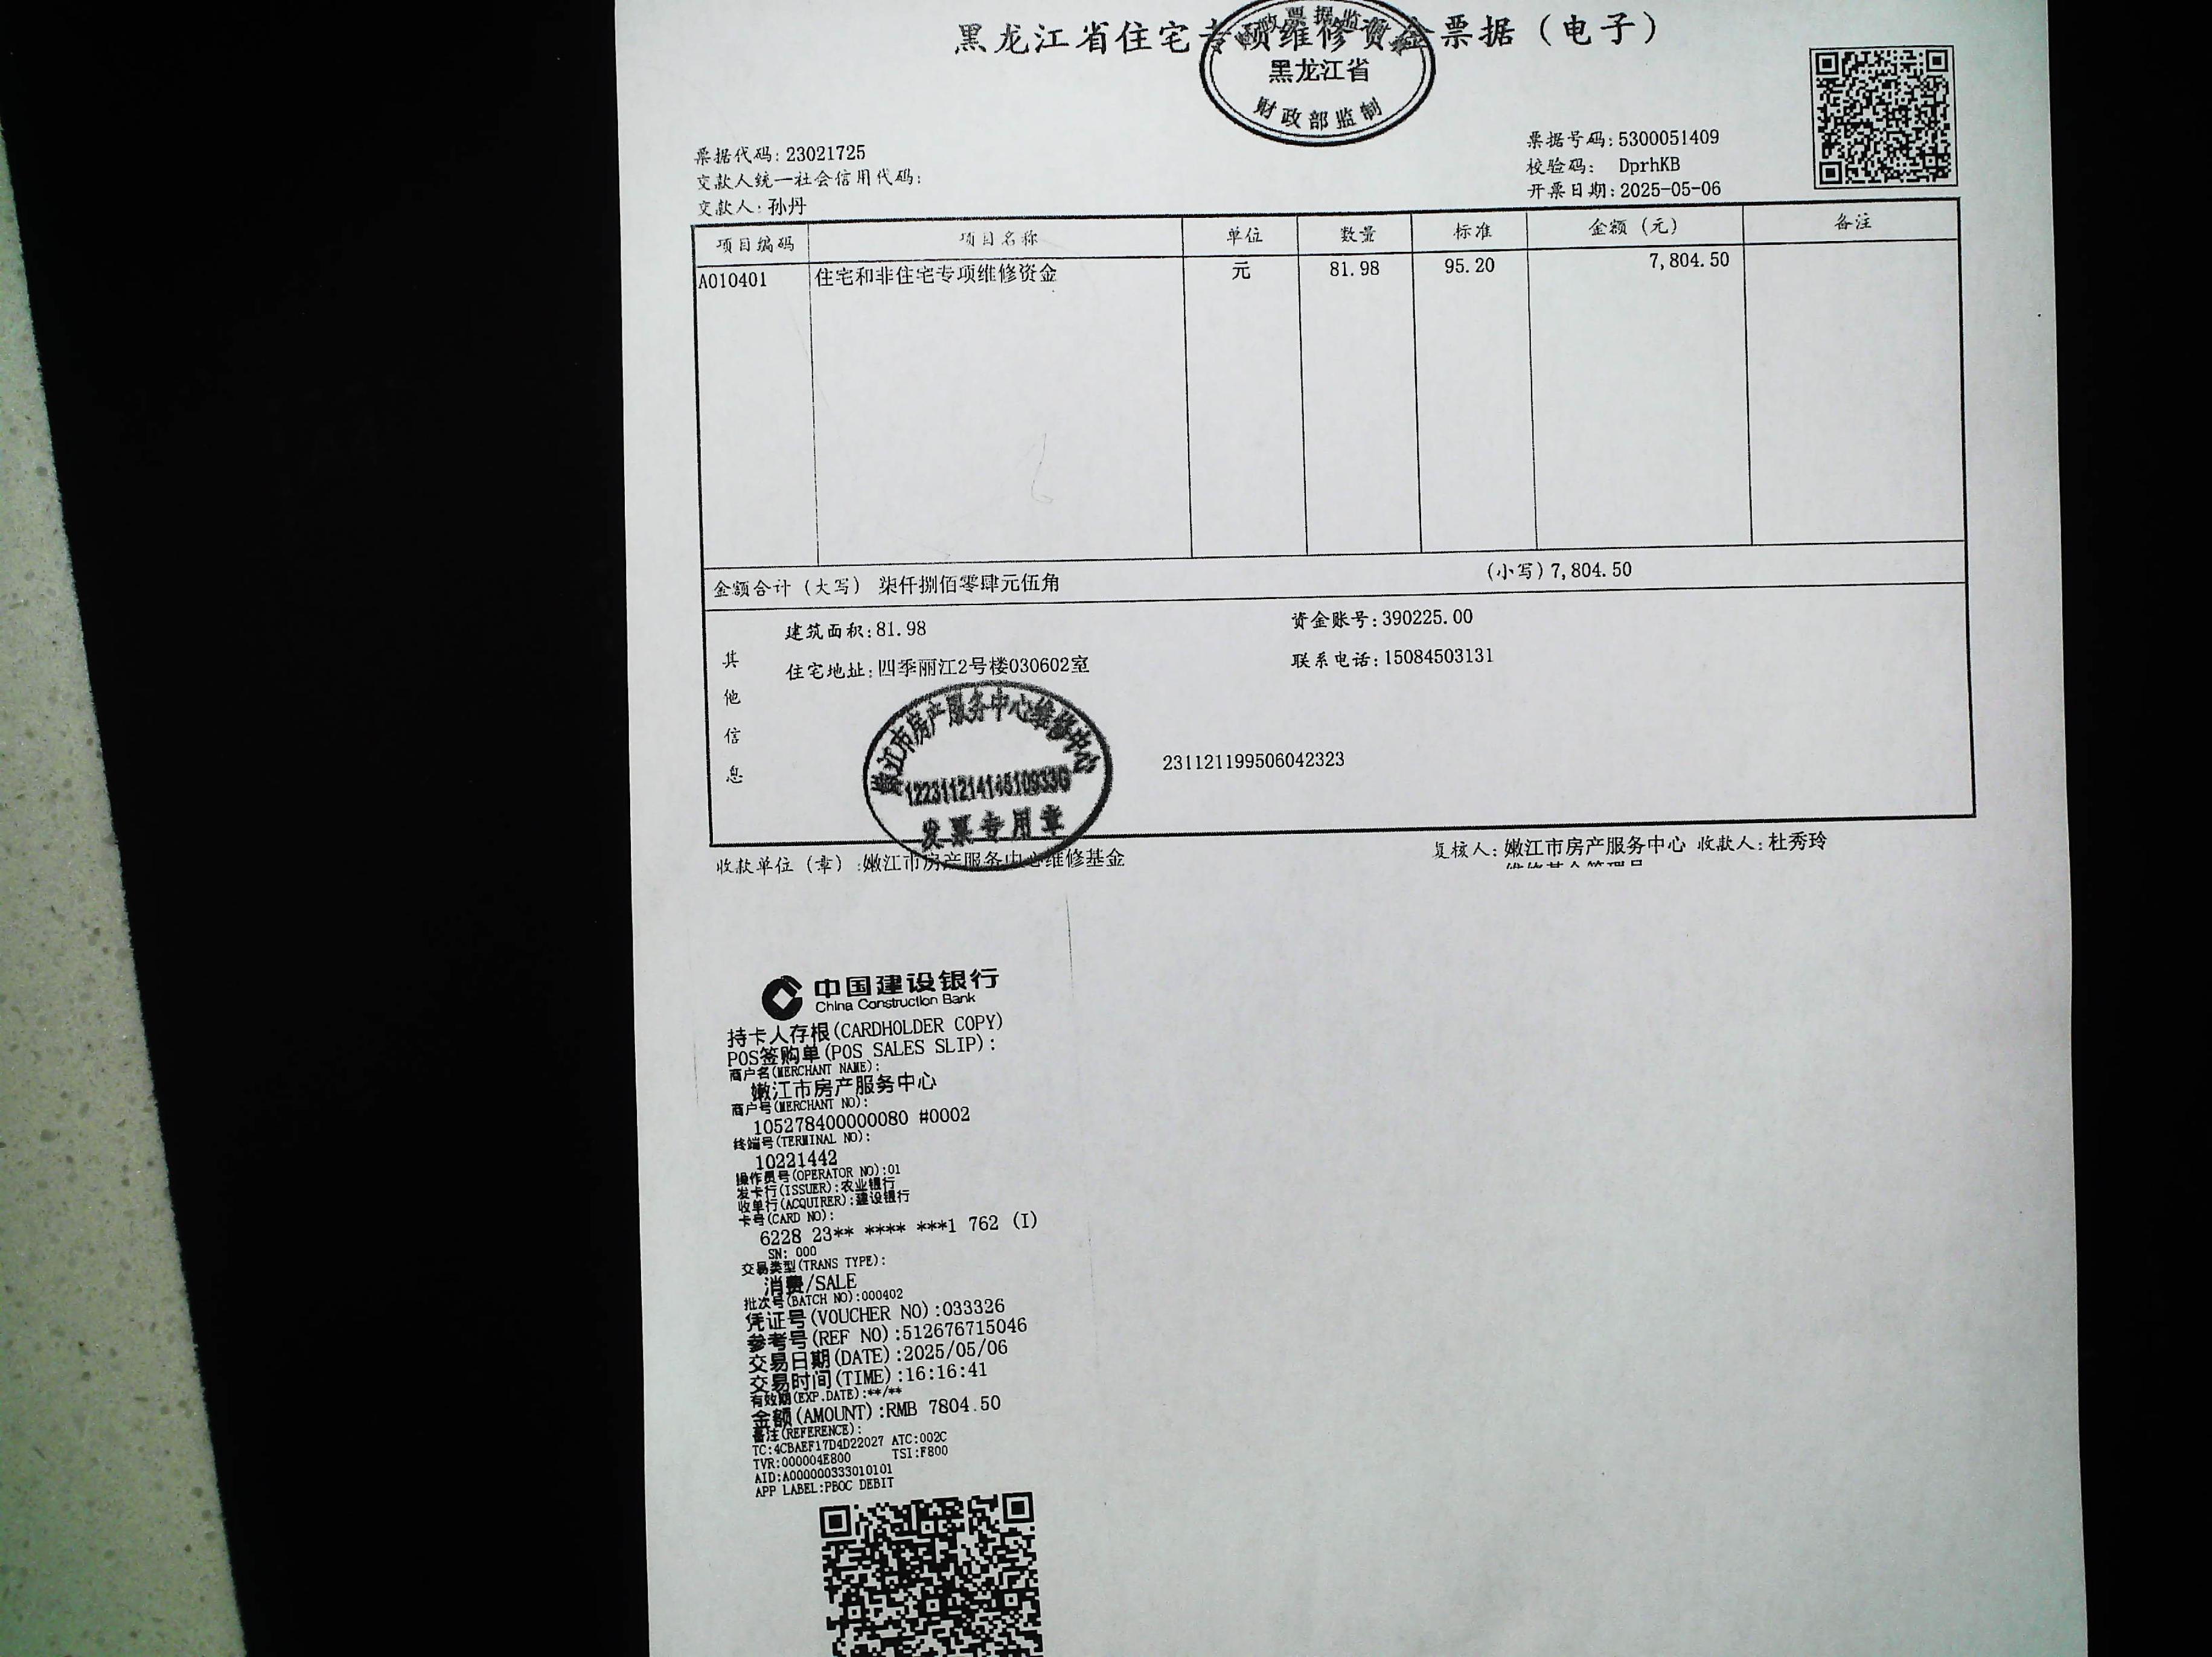 黑龙江省住宅专项维修资金票据（电子）
黑龙江省
财政部监制
票据代码: 23021725
交款人统一社会信用代码:
交款人: 孙丹
票据号码: 5300051409
校验码: DprhKB
开票日期: 2025-05-06
项目编码 项目名称 单位 数量 标准 金额（元） 备注
A010401 住宅和非住宅专项维修资金 元 81.98 95.20 7,804.50
金额合计（大写） 柒仟捌佰零肆元伍角 (小写) 7,804.50
其他信息
建筑面积: 81.98 资金账号: 390225.00
住宅地址: 四季丽江2号楼030602室 联系电话: 15084503131
231121199506042323
嫩江市房产服务中心维修中心
发票专用章
收款单位（章）:嫩江市房产服务中心维修基金
复核人: 嫩江市房产服务中心 收款人: 杜秀玲
中国建设银行
China Construction Bank
持卡人存根(CARDHOLDER COPY)
POS签购单(POS SALES SLIP):
商户名(MERCHANT NAME):
嫩江市房产服务中心
商户号(MERCHANT NO):
105278400000080 #0002
终端号(TERMINAL NO):
10221442
操作员号(OPERATOR NO):01
发卡行(ISSUER):农业银行
收单行(ACQUIRER):建设银行
卡号(CARD NO):
6228 23** **** ***1 762 (I)
SN: 000
交易类型(TRANS TYPE):
消费/SALE
批次号(BATCH NO):000402
凭证号(VOUCHER NO):033326
参考号(REF NO):512676715046
交易日期(DATE):2025/05/06
交易时间(TIME):16:16:41
有效期(EXP.DATE):**/**
金额(AMOUNT):RMB 7804.50
备注(REFERENCE):
TC:4CBAEF17D4D22027 ATC:002C
TVR:000004E800 TSI:F800
AID:A000000333010101
APP LABEL:PBOC DEBIT